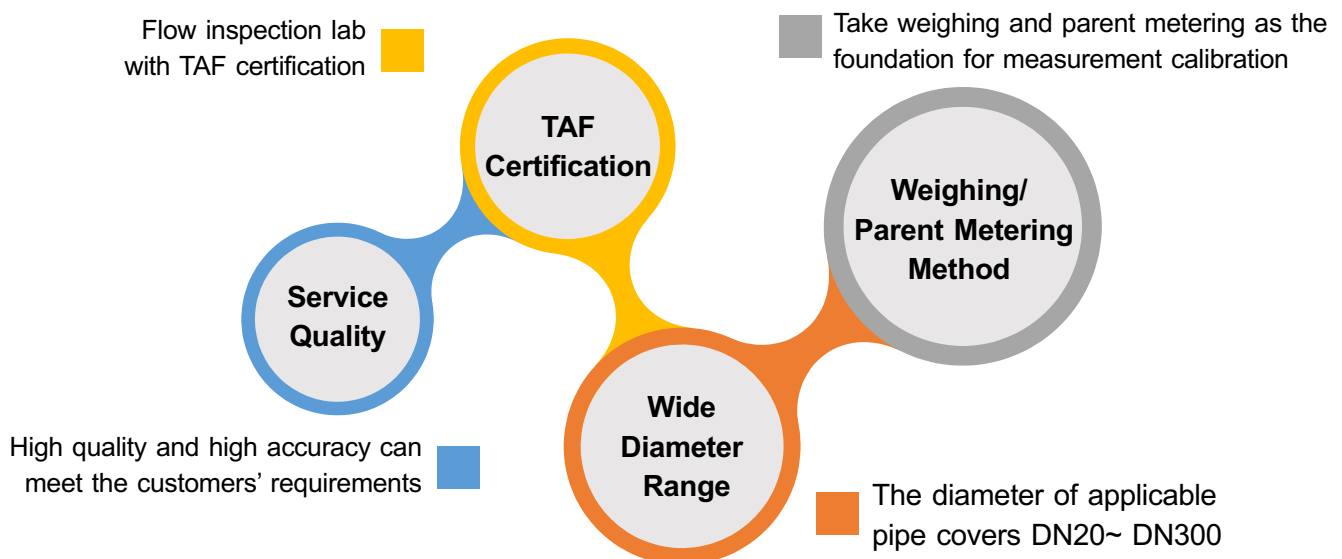 Flow inspection lab
with TAF certification
Take weighing and parent metering as the
foundation for measurement calibration
TAF
Certification
Weighing/
Parent Metering
Method
Service
Quality
Wide
Diameter
Range
High quality and high accuracy can
meet the customers’ requirements
The diameter of applicable
pipe covers DN20~ DN300